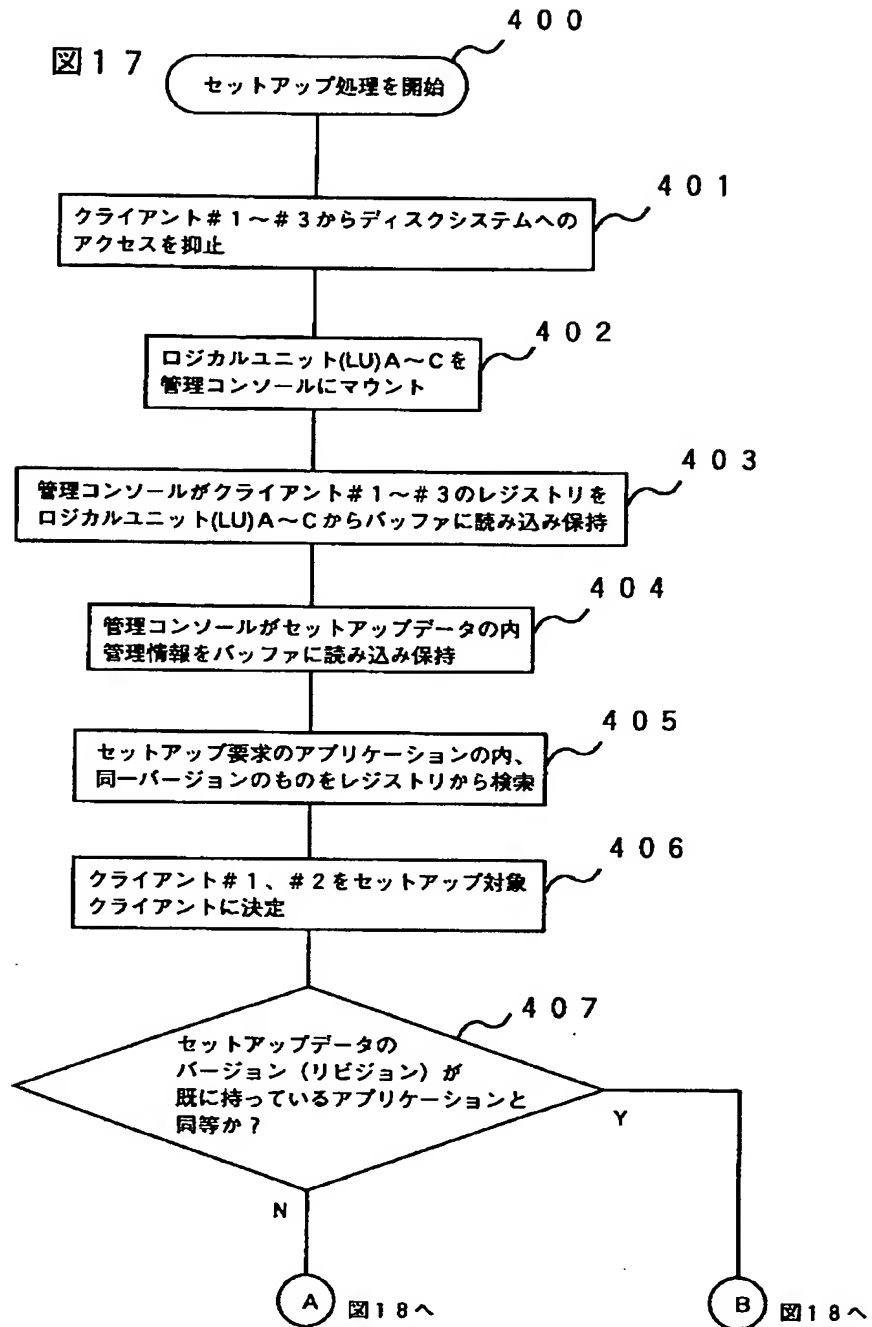 図17
400
セットアップ処理を開始
401
クライアント#1~#3からディスクシステムへの
アクセスを抑止
402
ロジカルユニット(LU)A~Cを
管理コンソールにマウント
403
管理コンソールがクライアント#1~#3のレジストリを
ロジカルユニット(LU)A~Cからバッファに読み込み保持
404
管理コンソールがセットアップデータの内
管理情報をバッファに読み込み保持
405
セットアップ要求のアプリケーションの内、
同一バージョンのものをレジストリから検索
406
クライアント#1、#2をセットアップ対象
クライアントに決定
407
セットアップデータの
バージョン(リビジョン)が
既に持っているアプリケーションと
同等か?
Y
N
A 図18へ
B 図18へ